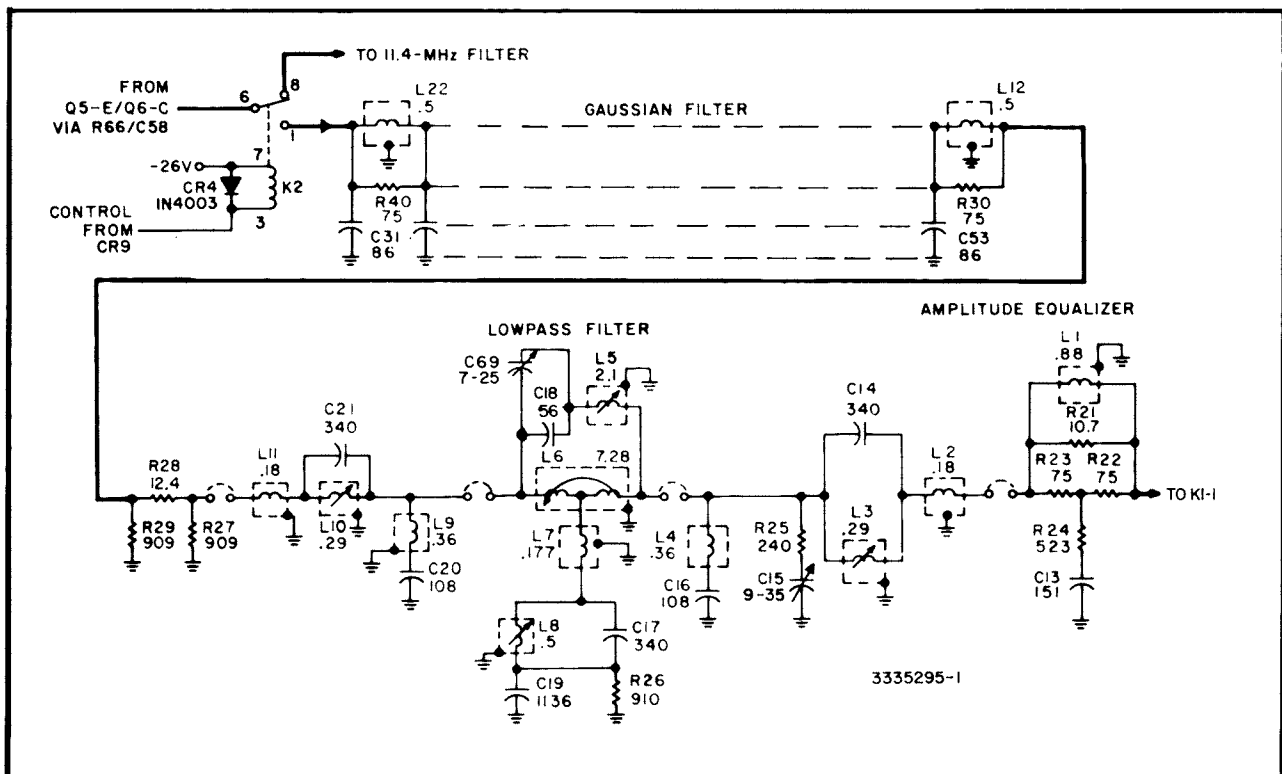 TO 11.4-MHz FILTER
FROM
Q5-E/Q6-C
VIA R66/C58
6
8
1
7
-26V
CR4
IN4003
K2
3
CONTROL
FROM
CR9
L22
.5
GAUSSIAN FILTER
L12
.5
R40
75
C31
86
R30
75
C53
86
LOWPASS FILTER
AMPLITUDE EQUALIZER
R28
12.4
R29
909
R27
909
L11
.18
C21
340
L10
.29
L9
.36
C20
108
C69
7-25
C18
56
L5
2.1
L6
7.28
L7
.177
L8
.5
C17
340
C19
1136
R26
910
L4
.36
C16
108
R25
240
C15
9-35
C14
340
L3
.29
L2
.18
L1
.88
R21
10.7
R23
75
R22
75
R24
523
C13
151
TO K1-1
3335295-1